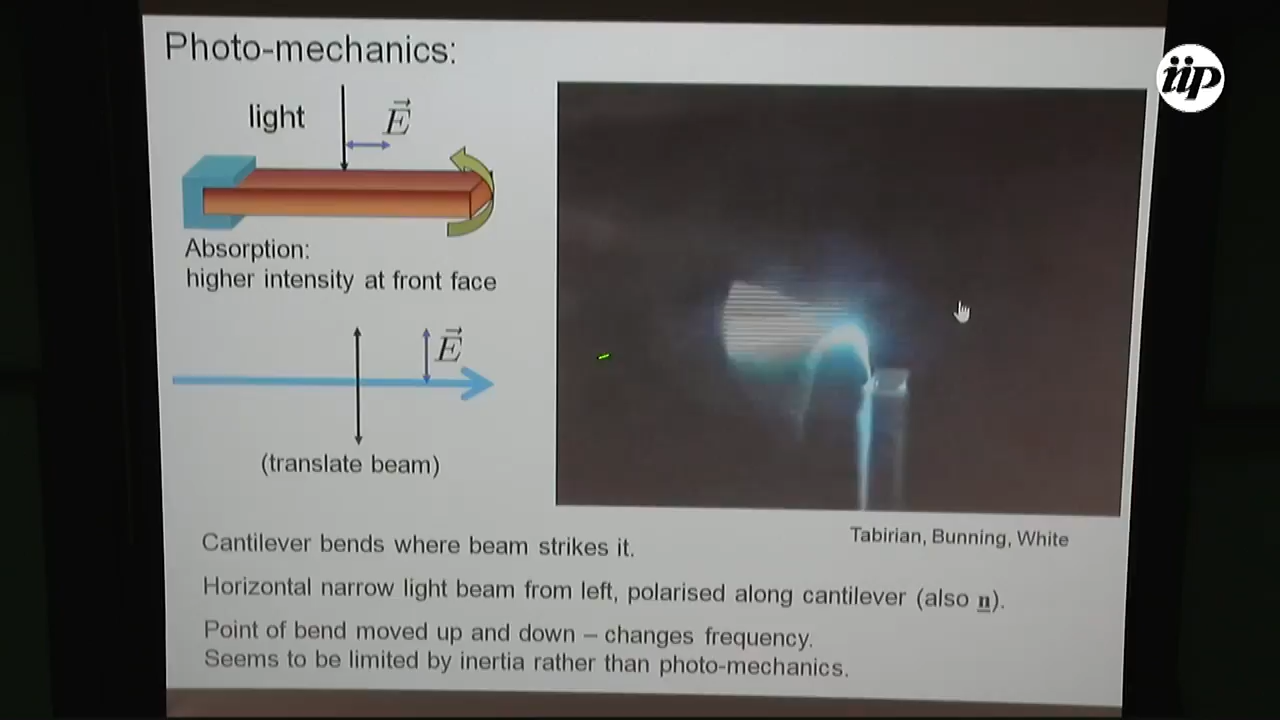 Photo-mechanics:
light
E
Absorption:
higher intensity at front face
E
(translate beam)
Tabirian, Bunning, White
Cantilever bends where beam strikes it.
Horizontal narrow light beam from left, polarised along cantilever (also n).
Point of bend moved up and down – changes frequency.
Seems to be limited by inertia rather than photo-mechanics.
iip